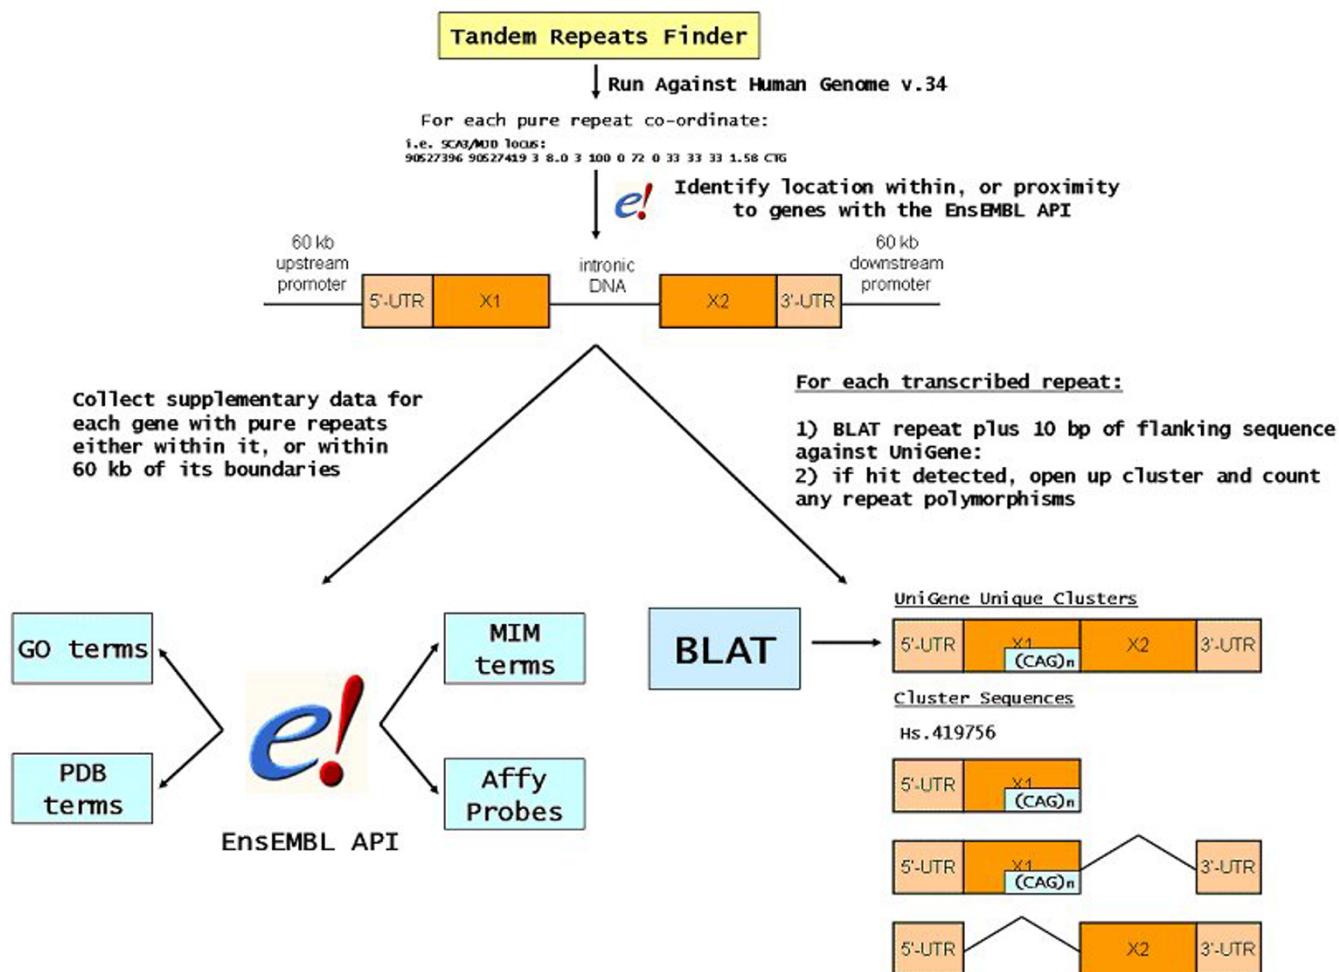 Tandem Repeats Finder
Run Against Human Genome v.34
For each pure repeat co-ordinate:
i.e. SCA3/MJD locus:
90527396 90527419 3 8.0 3 100 0 72 0 33 33 33 1.58 CTG
e!
Identify location within, or proximity
to genes with the EnsEMBL API
60 kb
upstream
promoter
intronic
DNA
60 kb
downstream
promoter
5'-UTR
X1
X2
3'-UTR
Collect supplementary data for
each gene with pure repeats
either within it, or within
60 kb of its boundaries
For each transcribed repeat:
1) BLAT repeat plus 10 bp of flanking sequence
against UniGene:
2) if hit detected, open up cluster and count
any repeat polymorphisms
GO terms
PDB
terms
e!
EnsEMBL API
MIM
terms
Affy
Probes
BLAT
UniGene Unique Clusters
5'-UTR
X1
(CAG)n
X2
3'-UTR
Cluster Sequences
Hs.419756
5'-UTR
X1
(CAG)n
5'-UTR
X1
(CAG)n
3'-UTR
5'-UTR
X2
3'-UTR